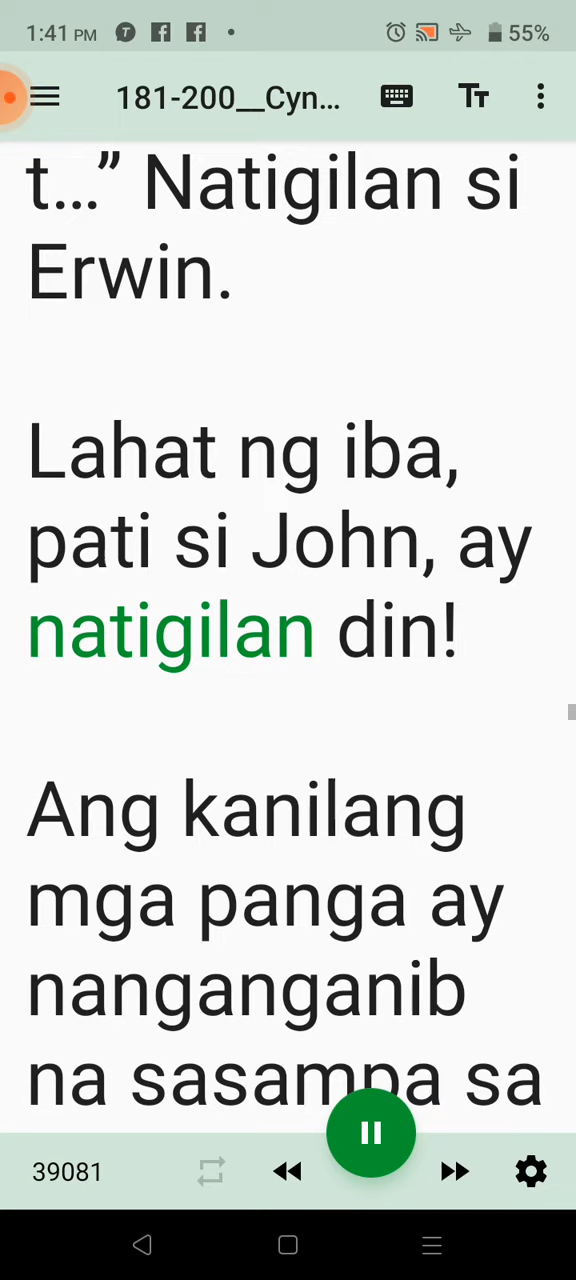 1:41 PM 55%
181-200__Cyn... TT
t...” Natigilan si
Erwin.
Lahat ng iba,
pati si John, ay
natigilan din!
Ang kanilang
mga panga ay
nanganganib
na sasampa sa
39081